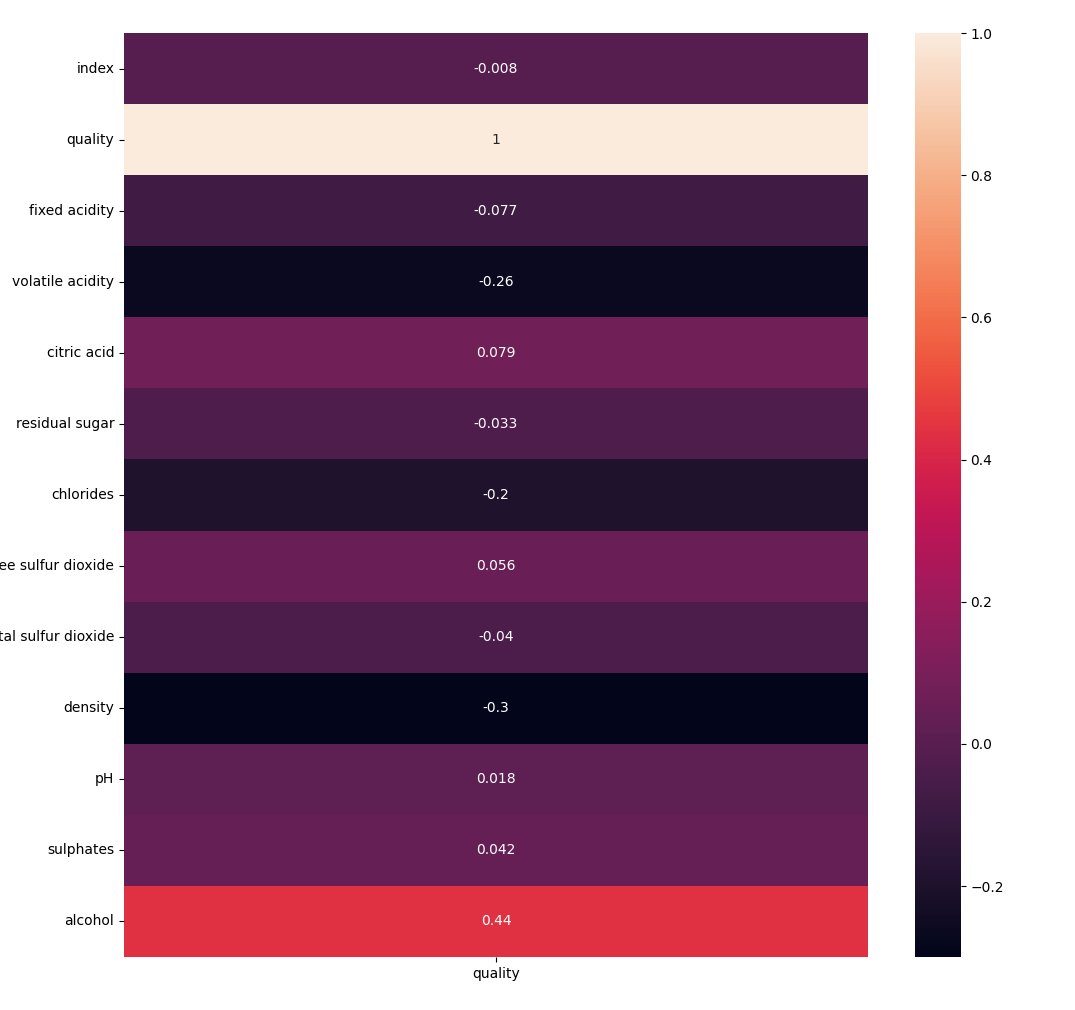 index -0.008
quality 1
fixed acidity -0.077
volatile acidity -0.26
citric acid 0.079
residual sugar -0.033
chlorides -0.2
ee sulfur dioxide 0.056
tal sulfur dioxide -0.04
density -0.3
pH 0.018
sulphates 0.042
alcohol 0.44
quality
1.0
0.8
0.6
0.4
0.2
0.0
−0.2